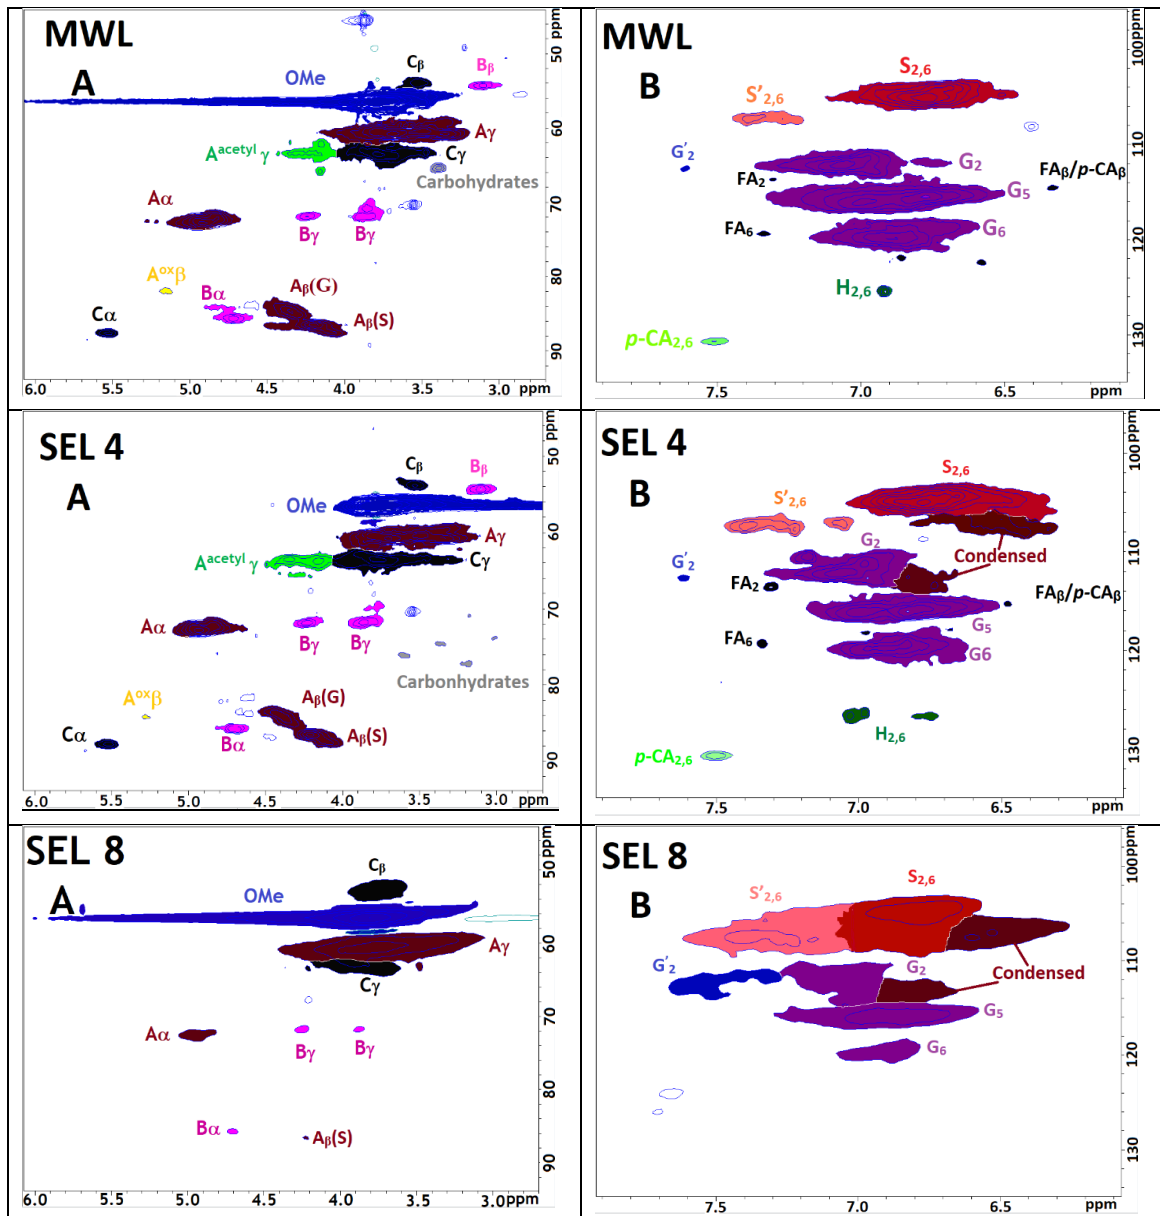 MWL
A
OMe
Cβ
Bβ
Aγ
Aacetyl γ
Cγ
Carbohydrates
Aα
Bγ
Bγ
Aoxβ
Bα
Aβ(G)
Aβ(S)
Cα
50
60
70
80
90
ppm
6.0 5.5 5.0 4.5 4.0 3.5 3.0 ppm
MWL
B
S2,6
S'2,6
G'2
G2
FA2
FAβ/p-CAβ
G5
FA6
G6
H2,6
p-CA2,6
100 ppm
110
120
130
7.5 7.0 6.5 ppm
SEL 4
A
Cβ
Bβ
OMe
Aγ
Aacetyl γ
Cγ
Aα
Bγ
Bγ
Carbonhydrates
Aoxβ
Aβ(G)
Cα
Bα
Aβ(S)
ppm
50
60
70
80
90
6.0 5.5 5.0 4.5 4.0 3.5 3.0 ppm
SEL 4
B
S2,6
S'2,6
G2
Condensed
G'2
FA2
FAβ/p-CAβ
G5
FA6
G6
H2,6
p-CA2,6
100 ppm
110
120
130
7.5 7.0 6.5 ppm
SEL 8
A
Cβ
OMe
Aγ
Cγ
Aα
Bγ
Bγ
Bα
Aβ(S)
50 ppm
60
70
80
90
6.0 5.5 5.0 4.5 4.0 3.5 3.0 ppm
SEL 8
B
S2,6
S'2,6
G'2
G2
Condensed
G5
G6
100 ppm
110
120
130
7.5 7.0 6.5 ppm